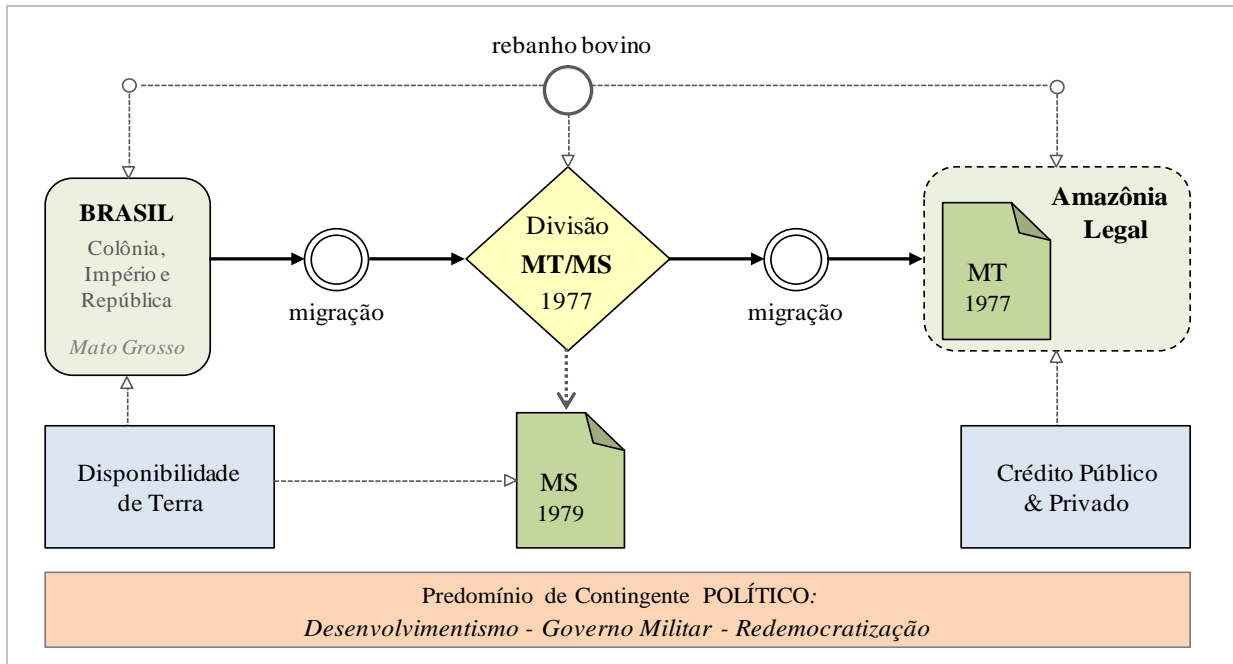 rebanho bovino
BRASIL
Colônia,
Império e
República
Mato Grosso
migração
Divisão
MT/MS
1977
migração
Amazônia
Legal
MT
1977
Disponibilidade
de Terra
MS
1979
Crédito Público
& Privado
Predomínio de Contingente POLÍTICO:
Desenvolvimentismo - Governo Militar - Redemocratização